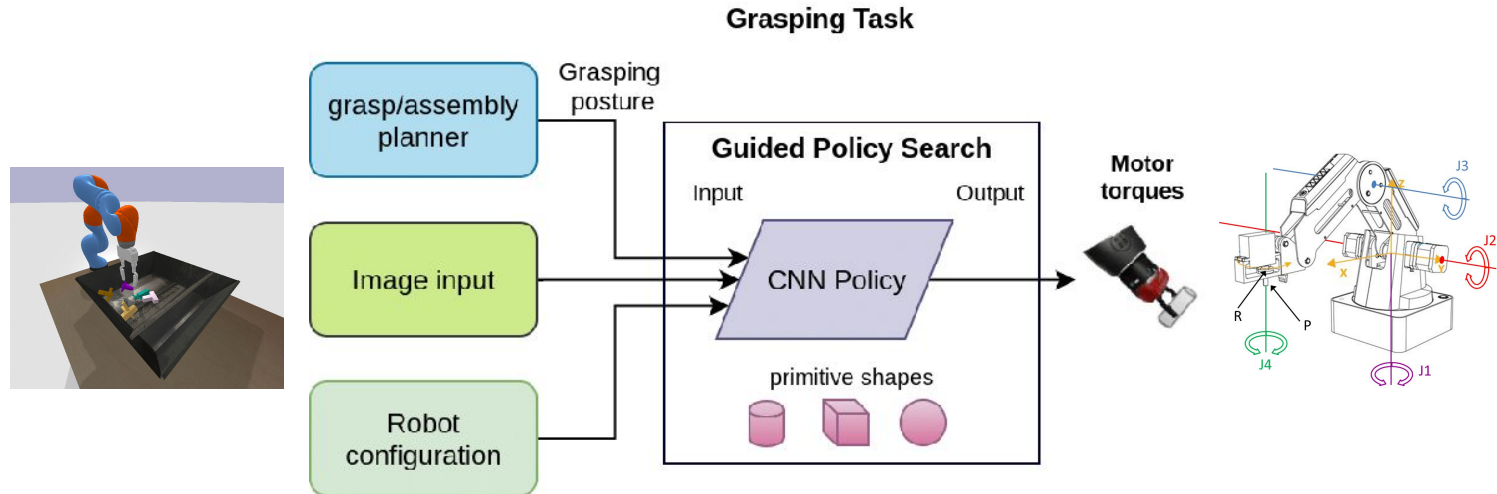 Grasping Task
grasp/assembly
planner
Grasping
posture
Image input
Robot
configuration
Guided Policy Search
Input
Output
CNN Policy
primitive shapes
Motor
torques
z
J3
J2
x
Y
R
P
J4
J1